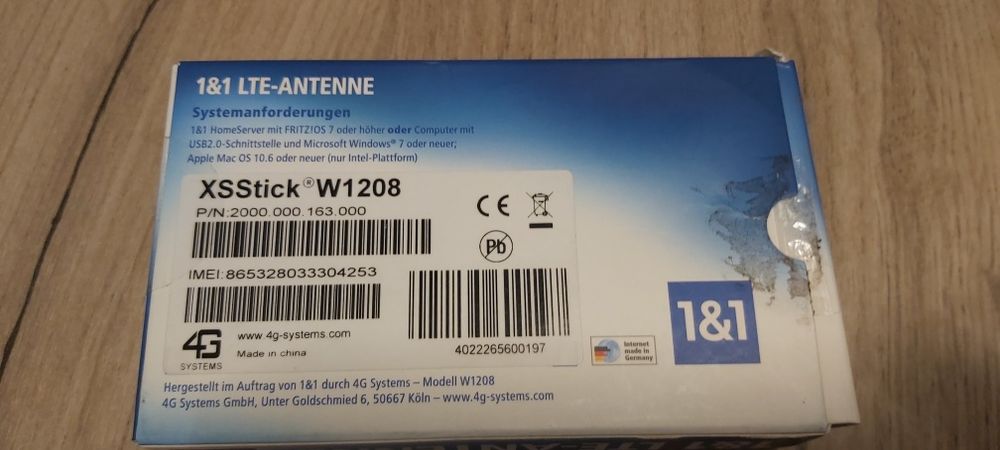 1&1 LTE-ANTENNE
Systemanforderungen
1&1 HomeServer mit FRITZ!OS 7 oder höher oder Computer mit
USB2.0-Schnittstelle und Microsoft Windows® 7 oder neuer;
Apple Mac OS 10.6 oder neuer (nur Intel-Plattform)
XSStick®W1208
P/N:2000.000.163.000
CE
Pb
IMEI:865328033304253
4G
SYSTEMS
www.4g-systems.com
Made in china
4022265600197
Internet
made in
Germany
1&1
Hergestellt im Auftrag von 1&1 durch 4G Systems – Modell W1208
4G Systems GmbH, Unter Goldschmied 6, 50667 Köln – www.4g-systems.com